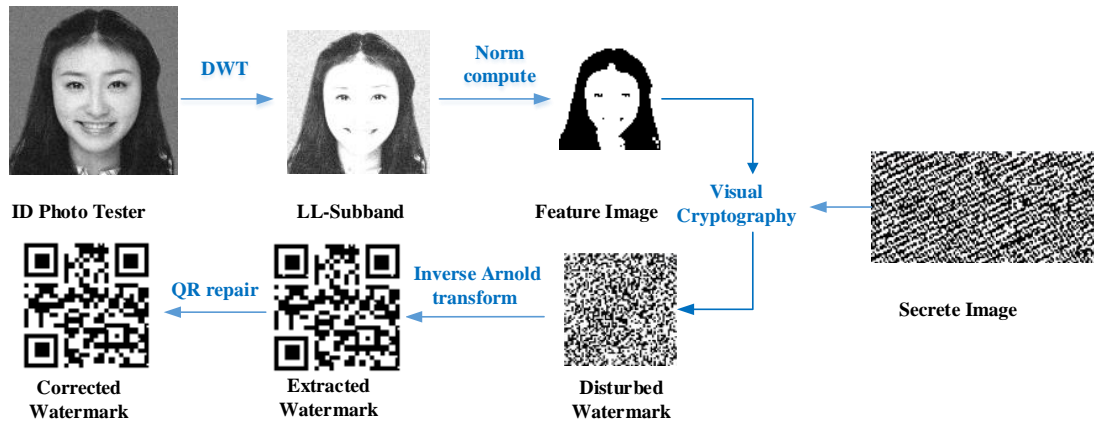 DWT
Norm
compute
ID Photo Tester
LL-Subband
Feature Image
Visual
Cryptography
Secrete Image
QR repair
Inverse Arnold
transform
Corrected
Watermark
Extracted
Watermark
Disturbed
Watermark